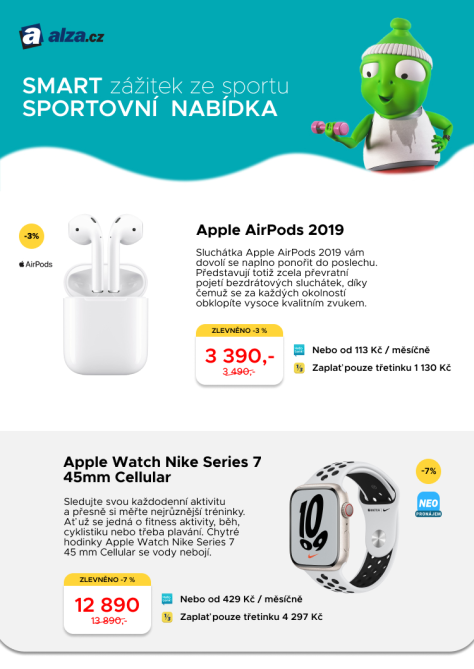 alza.cz
SMART zážitek ze sportu
SPORTOVNÍ NABÍDKA
-3%
AirPods
Apple AirPods 2019
Sluchátka Apple AirPods 2019 vám
dovolí se naplno ponořit do poslechu.
Představují totiž zcela převratní
pojetí bezdrátových sluchátek, díky
čemuž se za každých okolností
obklopíte vysoce kvalitním zvukem.
ZLEVNĚNO -3 %
3 390,-
3 490,-
Nebo od 113 Kč / měsíčně
1/3 Zaplať pouze třetinku 1 130 Kč
Apple Watch Nike Series 7
45mm Cellular
Sledujte svou každodenní aktivitu
a přesně si měřte nejrůznější tréninky.
Ať už se jedná o fitness aktivity, běh,
cyklistiku nebo třeba plavání. Chytré
hodinky Apple Watch Nike Series 7
45 mm Cellular se vody nebojí.
-7%
NEO
PRONÁJEM
10
09
ZLEVNĚNO -7 %
12 890
13 890,-
Nebo od 429 Kč / měsíčně
1/3 Zaplať pouze třetinku 4 297 Kč